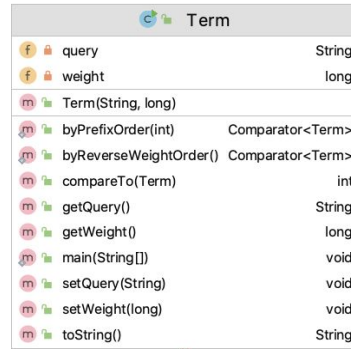 Term
query String
weight long
Term(String, long)
byPrefixOrder(int) Comparator<Term>
byReverseWeightOrder() Comparator<Term>
compareTo(Term) int
getQuery() String
getWeight() long
main(String[]) void
setQuery(String) void
setWeight(long) void
toString() String